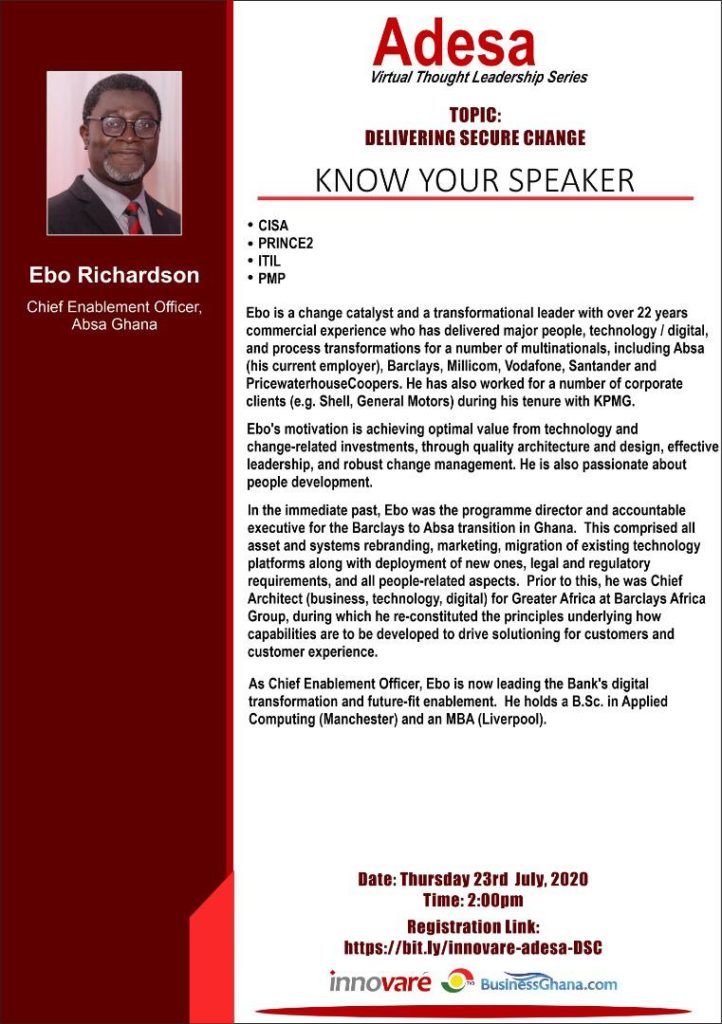 Adesa
Virtual Thought Leadership Series
TOPIC:
DELIVERING SECURE CHANGE
KNOW YOUR SPEAKER
Ebo Richardson
Chief Enablement Officer,
Absa Ghana
• CISA
• PRINCE2
• ITIL
• PMP
Ebo is a change catalyst and a transformational leader with over 22 years
commercial experience who has delivered major people, technology / digital,
and process transformations for a number of multinationals, including Absa
(his current employer), Barclays, Millicom, Vodafone, Santander and
PricewaterhouseCoopers. He has also worked for a number of corporate
clients (e.g. Shell, General Motors) during his tenure with KPMG.
Ebo's motivation is achieving optimal value from technology and
change-related investments, through quality architecture and design, effective
leadership, and robust change management. He is also passionate about
people development.
In the immediate past, Ebo was the programme director and accountable
executive for the Barclays to Absa transition in Ghana. This comprised all
asset and systems rebranding, marketing, migration of existing technology
platforms along with deployment of new ones, legal and regulatory
requirements, and all people-related aspects. Prior to this, he was Chief
Architect (business, technology, digital) for Greater Africa at Barclays Africa
Group, during which he re-constituted the principles underlying how
capabilities are to be developed to drive solutioning for customers and
customer experience.
As Chief Enablement Officer, Ebo is now leading the Bank's digital
transformation and future-fit enablement. He holds a B.Sc. in Applied
Computing (Manchester) and an MBA (Liverpool).
Date: Thursday 23rd July, 2020
Time: 2:00pm
Registration Link:
https://bit.ly/innovare-adesa-DSC
innovaré BusinessGhana.com